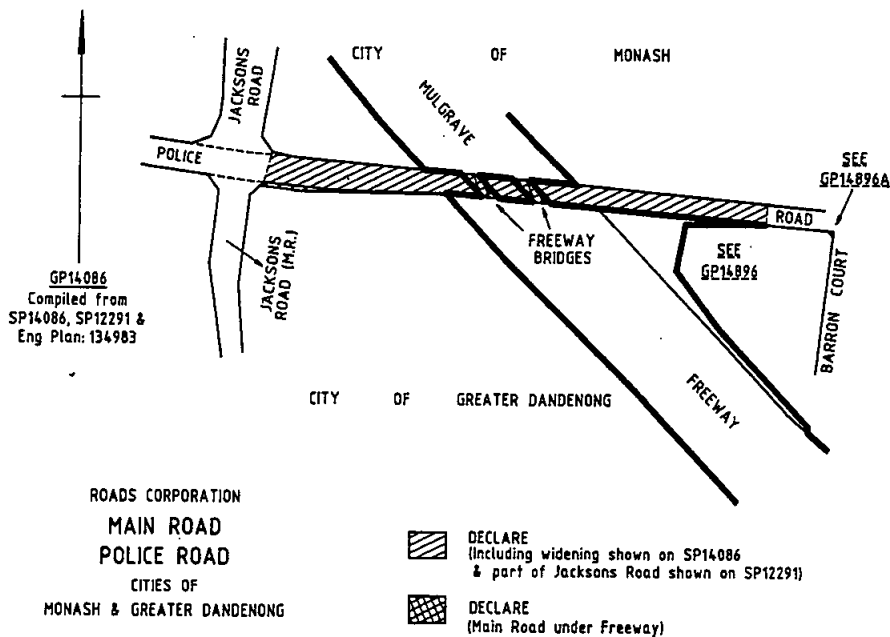 CITY OF MONASH
JACKSONS
ROAD
MULGRAVE
POLICE
SEE
GP14896A
ROAD
FREEWAY
BRIDGES
SEE
GP14896
JACKSONS
ROAD (M.R.)
BARRON COURT
GP14086
Compiled from
SP14086, SP12291 &
Eng Plan: 134983
FREEWAY
CITY OF GREATER DANDENONG
ROADS CORPORATION
MAIN ROAD
POLICE ROAD
CITIES OF
MONASH & GREATER DANDENONG
DECLARE
(Including widening shown on SP14086
& part of Jacksons Road shown on SP12291)
DECLARE
(Main Road under Freeway)